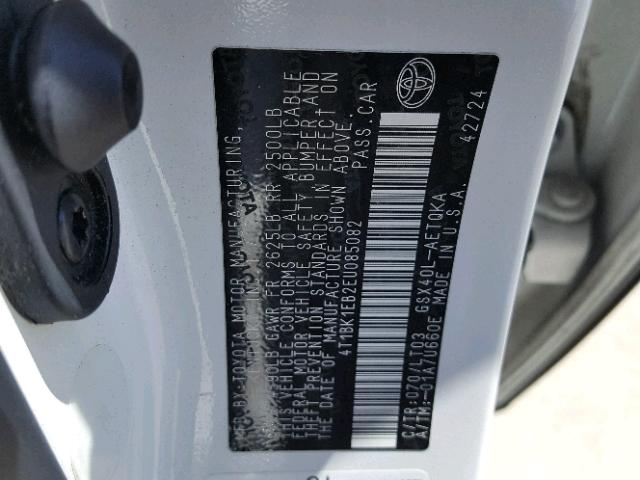 MFD. BY: TOYOTA MOTOR MANUFACTURING,
GAWR FR 2625LB RR 2500LB
THIS VEHICLE CONFORMS TO ALL APPLICABLE
FEDERAL MOTOR VEHICLE SAFETY, BUMPER AND
THEFT PREVENTION STANDARDS IN EFFECT ON
THE DATE OF MANUFACTURE SHOWN ABOVE.
4T1BK1EB2EU085082 PASS. CAR
C/TR: 070/LT03 GSX40L-AETQKA
A/TM: -01A/U660E MADE IN U.S.A.
42724